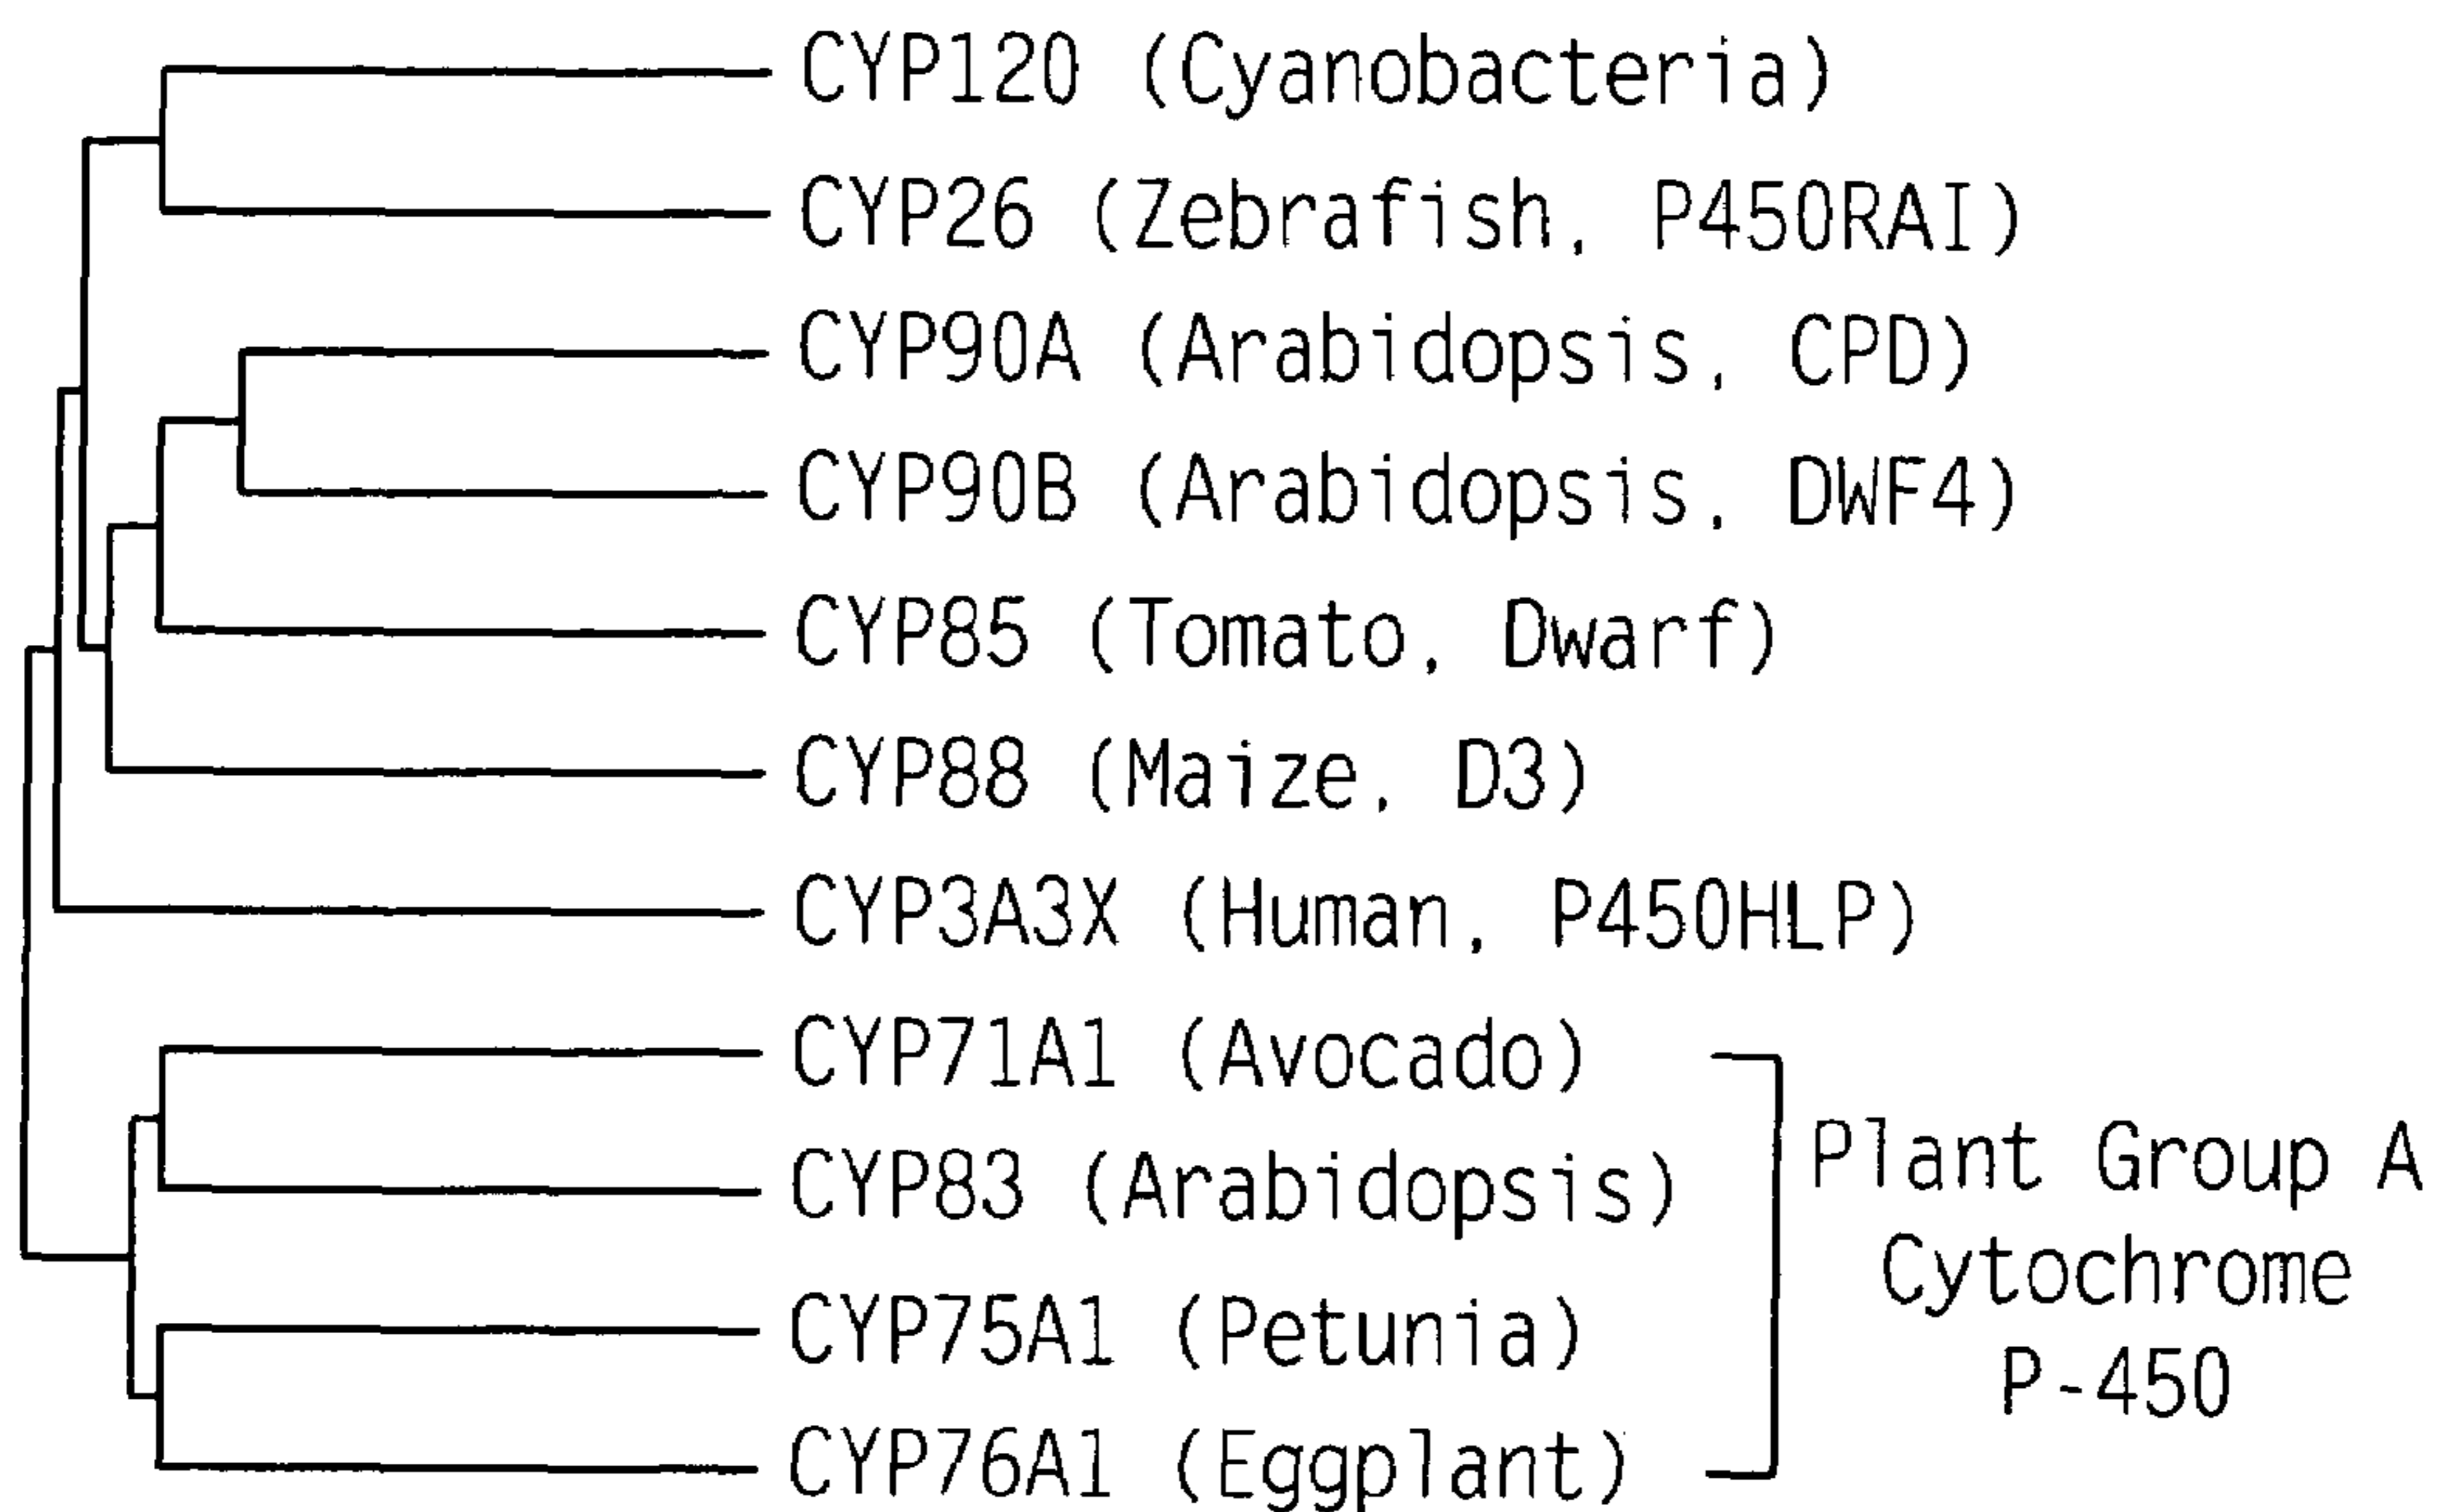 CYP120 (Cyanobacteria)
CYP26 (Zebrafish, P450RAI)
CYP90A (Arabidopsis, CPD)
CYP90B (Arabidopsis, DWF4)
CYP85 (Tomato, Dwarf)
CYP88 (Maize, D3)
CYP3A3X (Human, P450HLP)
CYP71A1 (Avocado)
CYP83 (Arabidopsis)
CYP75A1 (Petunia)
CYP76A1 (Eggplant)
Plant Group A
Cytochrome
P-450